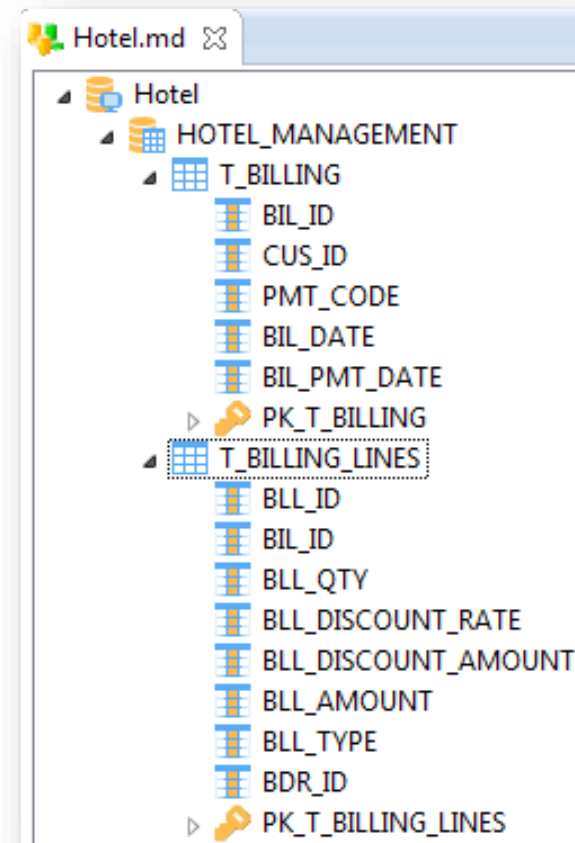 Hotel.md
Hotel
HOTEL_MANAGEMENT
T_BILLING
BIL_ID
CUS_ID
PMT_CODE
BIL_DATE
BIL_PMT_DATE
PK_T_BILLING
T_BILLING_LINES
BLL_ID
BIL_ID
BLL_QTY
BLL_DISCOUNT_RATE
BLL_DISCOUNT_AMOUNT
BLL_AMOUNT
BLL_TYPE
BDR_ID
PK_T_BILLING_LINES